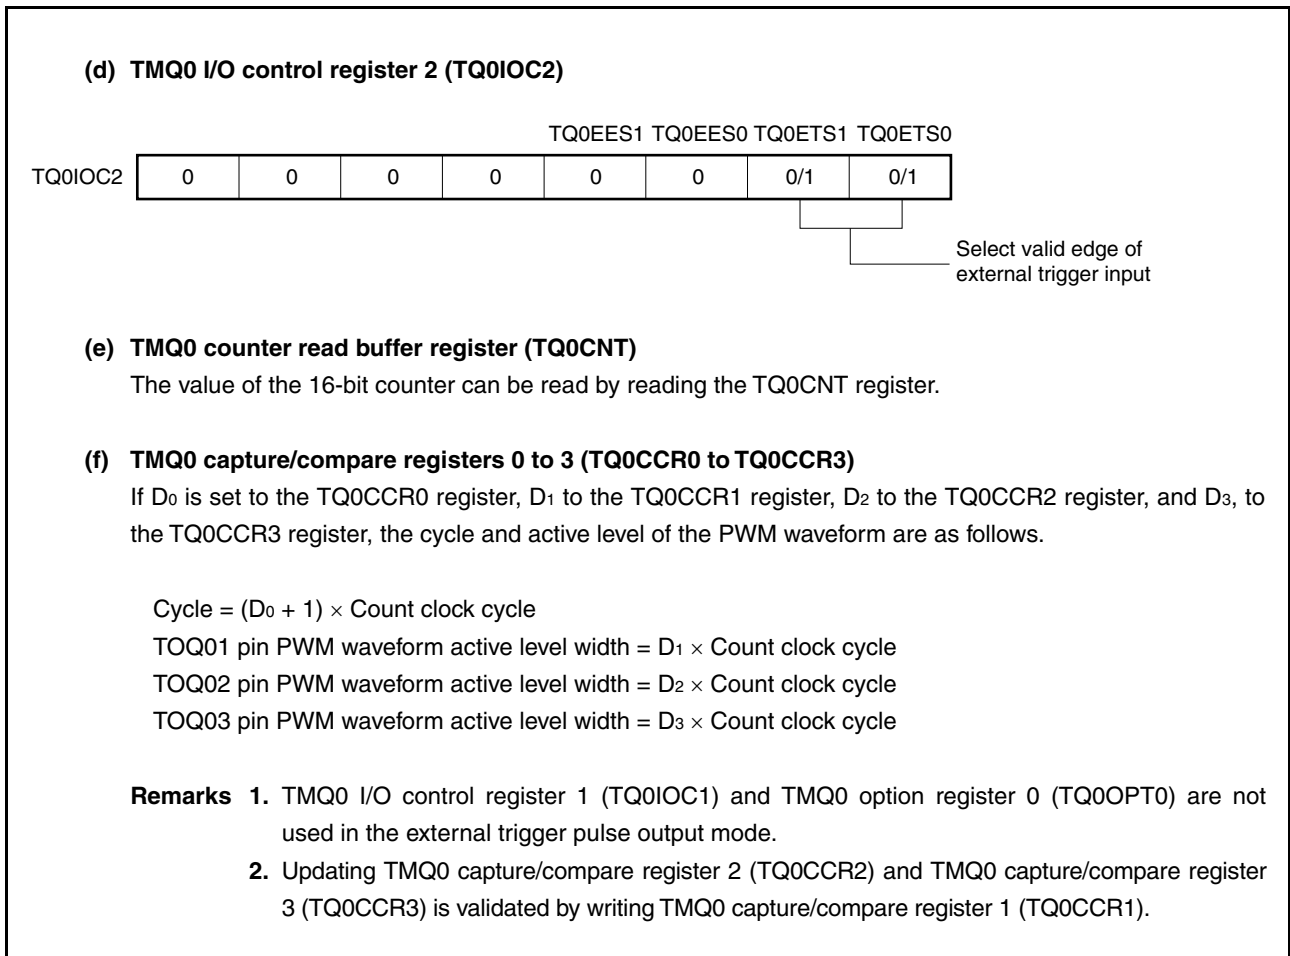 (d) TMQ0 I/O control register 2 (TQ0IOC2)
TQ0EES1 TQ0EES0 TQ0ETS1 TQ0ETS0
TQ0IOC2 0 0 0 0 0 0 0/1 0/1
Select valid edge of
external trigger input
(e) TMQ0 counter read buffer register (TQ0CNT)
The value of the 16-bit counter can be read by reading the TQ0CNT register.
(f) TMQ0 capture/compare registers 0 to 3 (TQ0CCR0 to TQ0CCR3)
If D0 is set to the TQ0CCR0 register, D1 to the TQ0CCR1 register, D2 to the TQ0CCR2 register, and D3, to
the TQ0CCR3 register, the cycle and active level of the PWM waveform are as follows.
Cycle = (D0 + 1) × Count clock cycle
TOQ01 pin PWM waveform active level width = D1 × Count clock cycle
TOQ02 pin PWM waveform active level width = D2 × Count clock cycle
TOQ03 pin PWM waveform active level width = D3 × Count clock cycle
Remarks 1. TMQ0 I/O control register 1 (TQ0IOC1) and TMQ0 option register 0 (TQ0OPT0) are not
used in the external trigger pulse output mode.
2. Updating TMQ0 capture/compare register 2 (TQ0CCR2) and TMQ0 capture/compare register
3 (TQ0CCR3) is validated by writing TMQ0 capture/compare register 1 (TQ0CCR1).